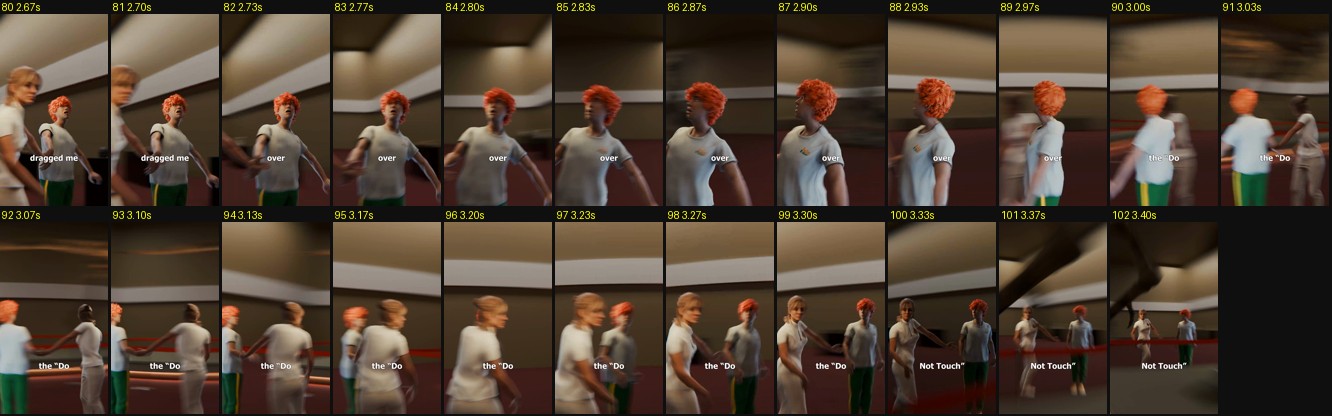 80 2.67s
81 2.70s
82 2.73s
83 2.77s
84 2.80s
85 2.83s
86 2.87s
87 2.90s
88 2.93s
89 2.97s
90 3.00s
91 3.03s
dragged me
dragged me
over
over
over
over
over
over
over
over
the “Do
the “Do
92 3.07s
93 3.10s
94 3.13s
95 3.17s
96 3.20s
97 3.23s
98 3.27s
99 3.30s
100 3.33s
101 3.37s
102 3.40s
the “Do
the “Do
the “Do
the “Do
the “Do
the “Do
the “Do
the “Do
Not Touch”
Not Touch”
Not Touch”